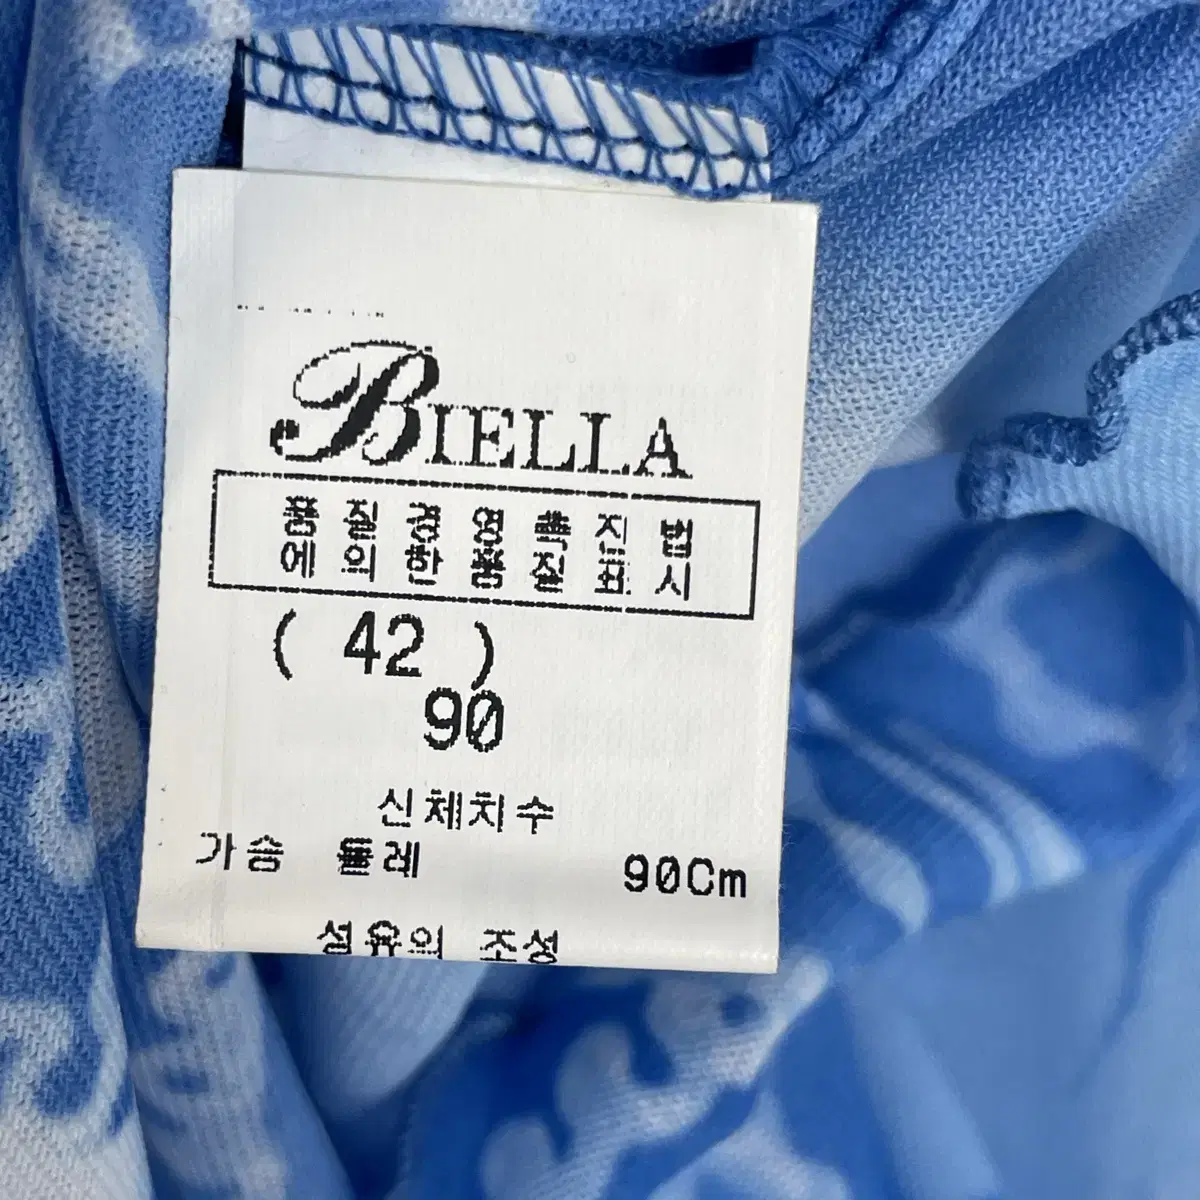 BIELLA
품 질 경 영 촉 진 법
에 의 한 품 질 표 시
( 42 )
90
신체치수
가슴 둘레 90Cm
섬유의 조성